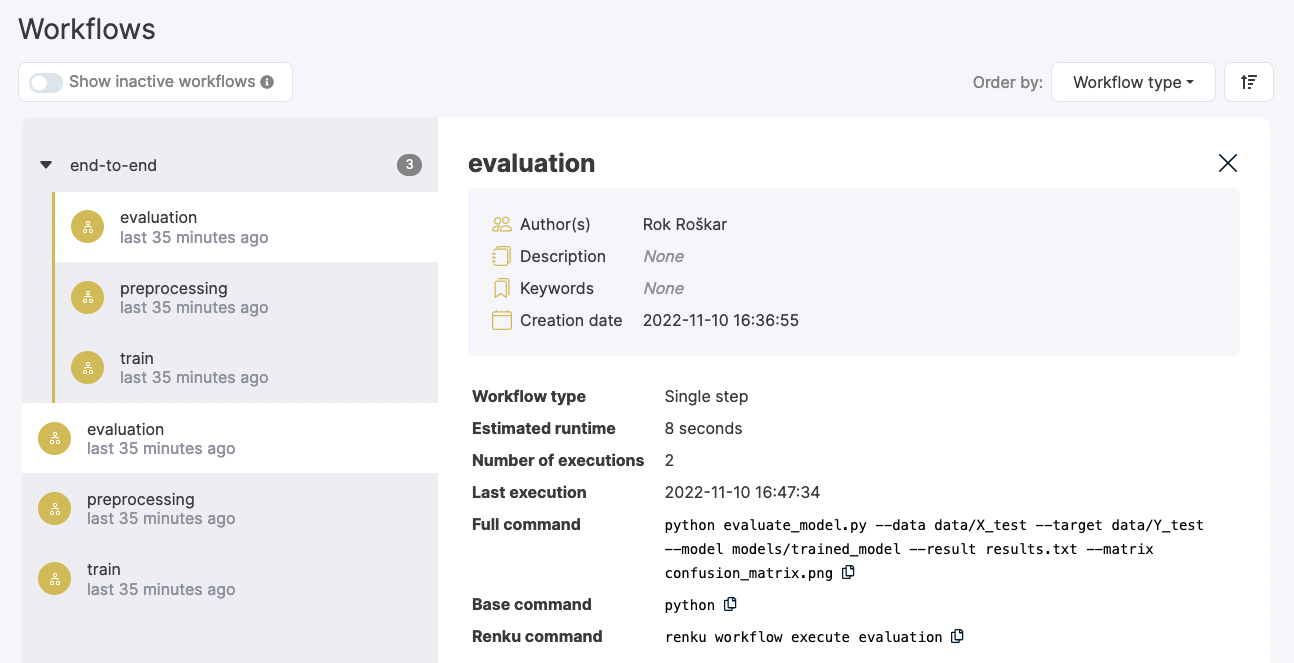 Workflows
Show inactive workflows
Order by: Workflow type
end-to-end 3
evaluation
last 35 minutes ago
preprocessing
last 35 minutes ago
train
last 35 minutes ago
evaluation
last 35 minutes ago
preprocessing
last 35 minutes ago
train
last 35 minutes ago
evaluation
Author(s) Rok Roškar
Description None
Keywords None
Creation date 2022-11-10 16:36:55
Workflow type Single step
Estimated runtime 8 seconds
Number of executions 2
Last execution 2022-11-10 16:47:34
Full command python evaluate_model.py --data data/X_test --target data/Y_test
--model models/trained_model --result results.txt --matrix
confusion_matrix.png
Base command python
Renku command renku workflow execute evaluation